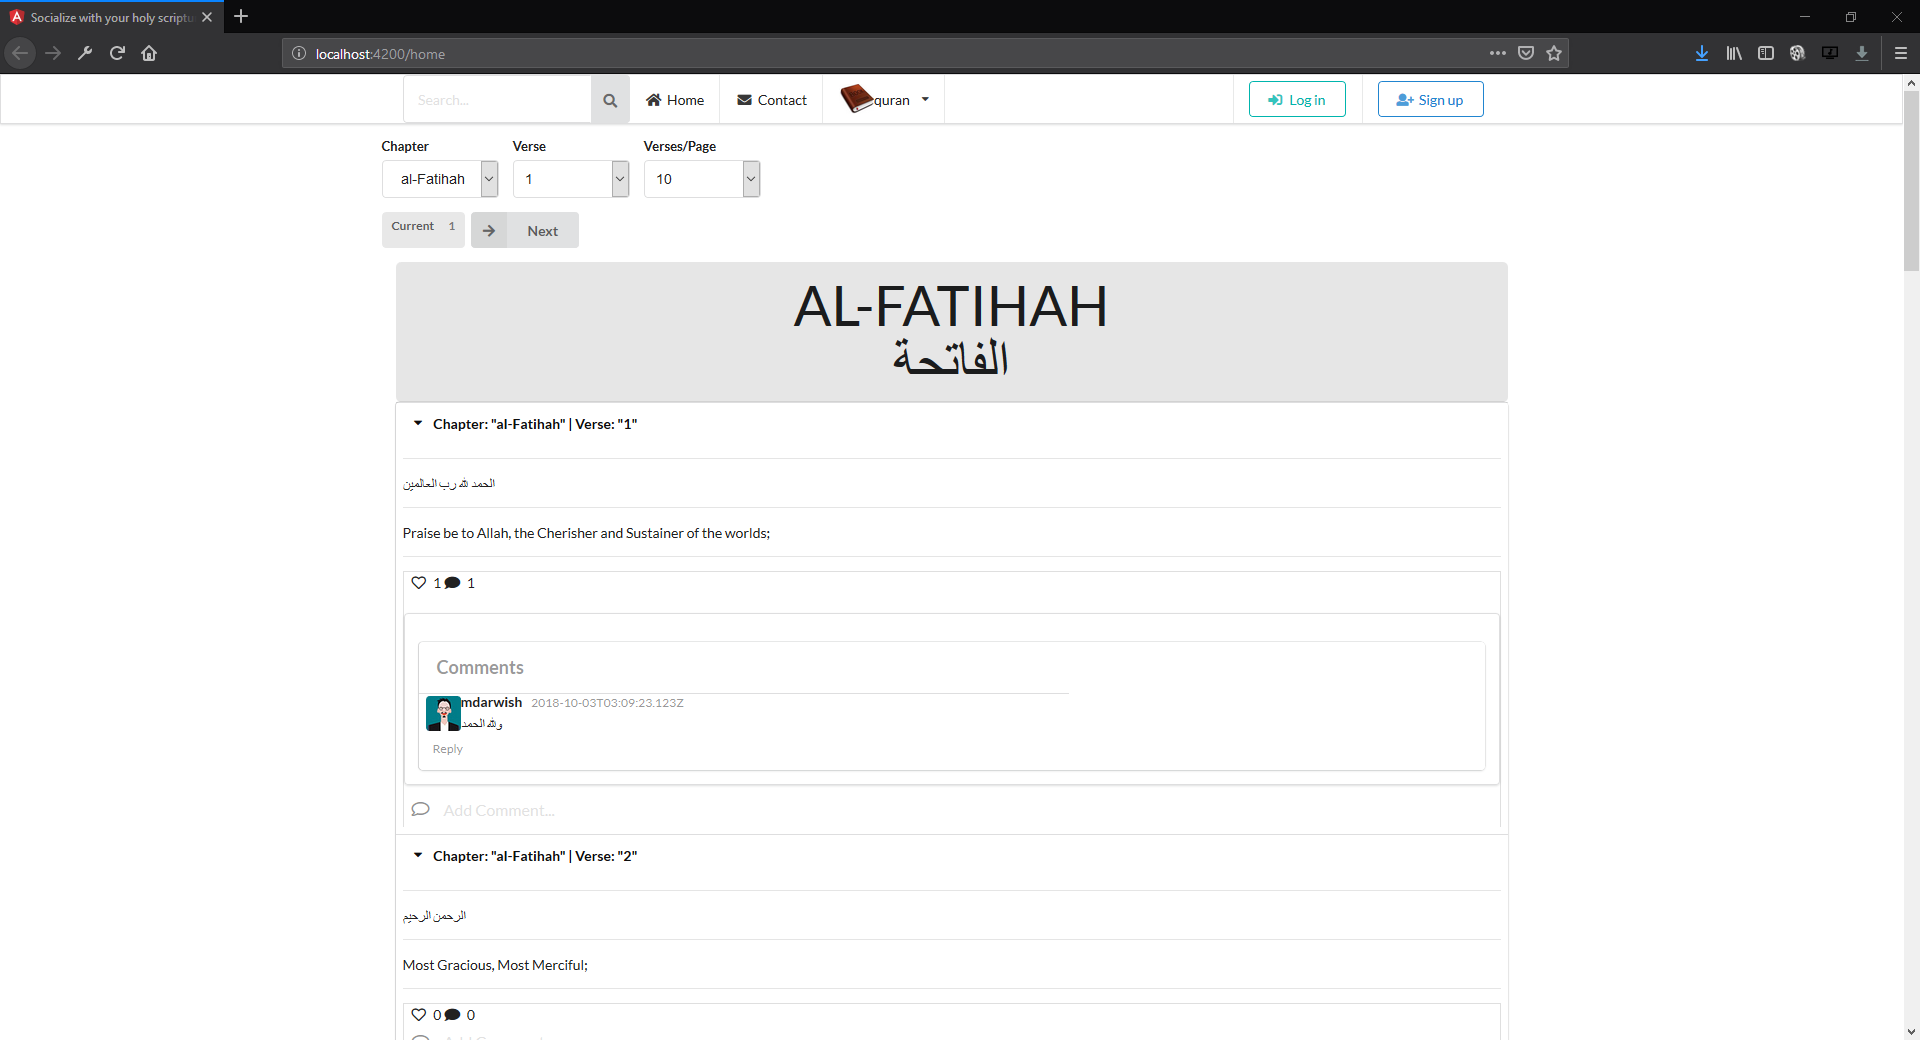 Socialize with your holy scriptu
localhost:4200/home
Search...
Home
Contact
quran
Log in
Sign up
Chapter
Verse
Verses/Page
al-Fatihah
1
10
Current 1
Next
AL-FATIHAH
الفاتحة
Chapter: "al-Fatihah" | Verse: "1"
الحمد لله رب العالمين
Praise be to Allah, the Cherisher and Sustainer of the worlds;
1 1
Comments
mdarwish 2018-10-03T03:09:23.123Z
ولله الحمد
Reply
Add Comment...
Chapter: "al-Fatihah" | Verse: "2"
الرحمن الرحيم
Most Gracious, Most Merciful;
0 0